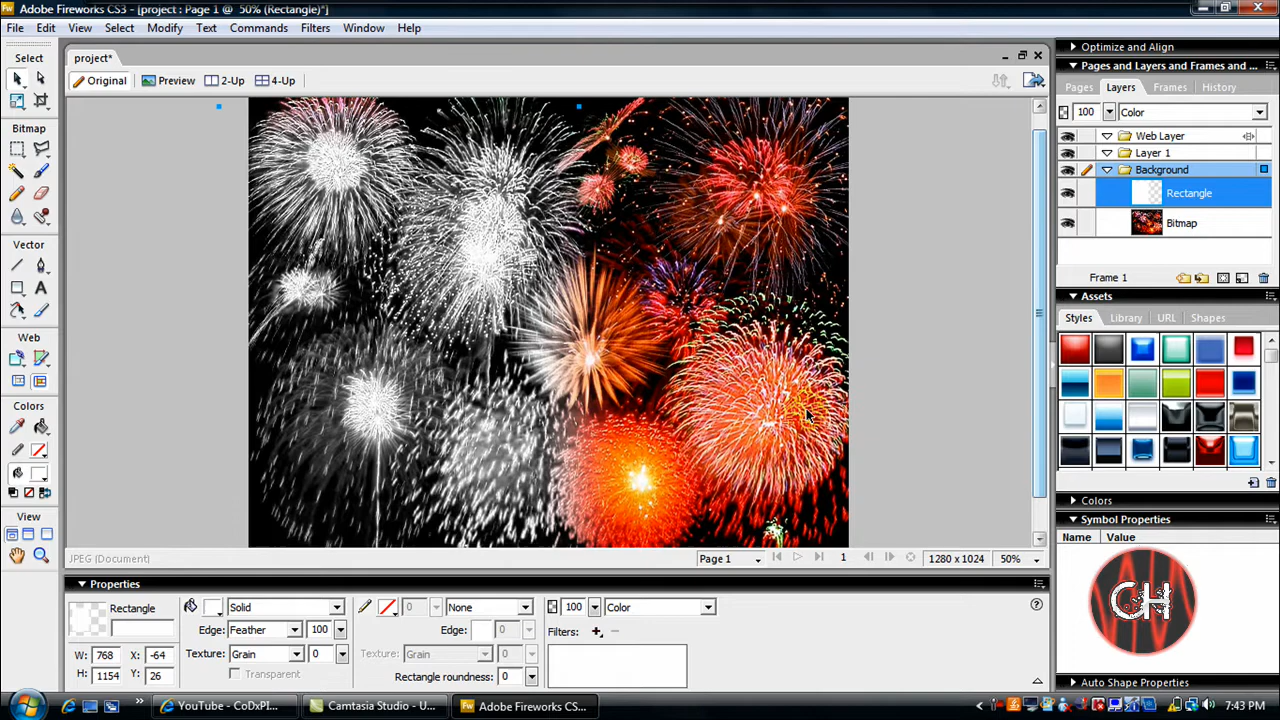 Adobe Fireworks CS3 - [project : Page 1 @ 50% (Rectangle)*]
File Edit View Select Modify Text Commands Filters Window Help
Select
Bitmap
Vector
Web
Colors
View
project*
Original Preview 2-Up 4-Up
JPEG (Document) Page 1 1 1280 x 1024 50%
Properties
Rectangle Solid 0 None 100 Color
Edge: Feather 100 Edge: 0 Filters:
W: 768 X: -64 Texture: Grain 0 Texture: Grain 0
H: 1154 Y: 26 Transparent Rectangle roundness: 0
Optimize and Align
Pages and Layers and Frames and ...
Pages Layers Frames History
100 Color
Web Layer
Layer 1
Background
Rectangle
Bitmap
Frame 1
Assets
Styles Library URL Shapes
Colors
Symbol Properties
Name Value
CH
Auto Shape Properties
YouTube - CoDxPI... Camtasia Studio - U... Adobe Fireworks CS... 7:43 PM